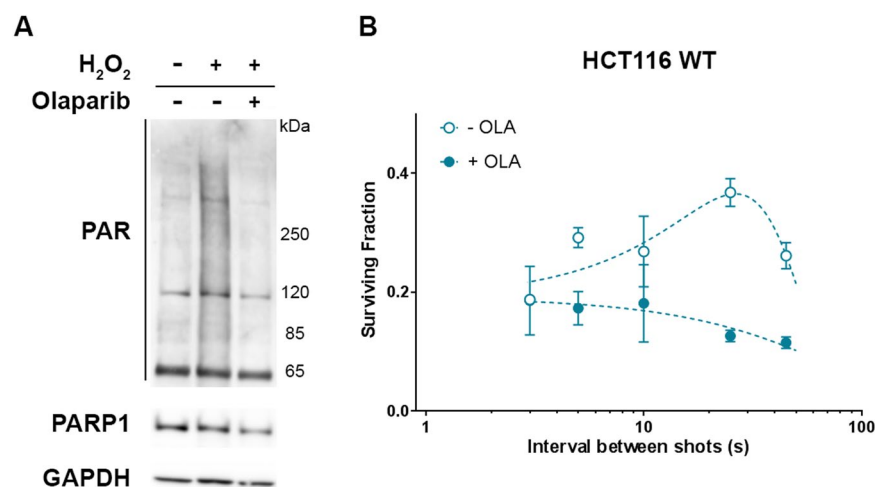 A
H₂O₂ - + +
Olaparib - - +
kDa
PAR
250
120
85
65
PARP1
GAPDH
B
HCT116 WT
- OLA
+ OLA
Surviving Fraction
0.4
0.2
0.0
1 10 100
Interval between shots (s)